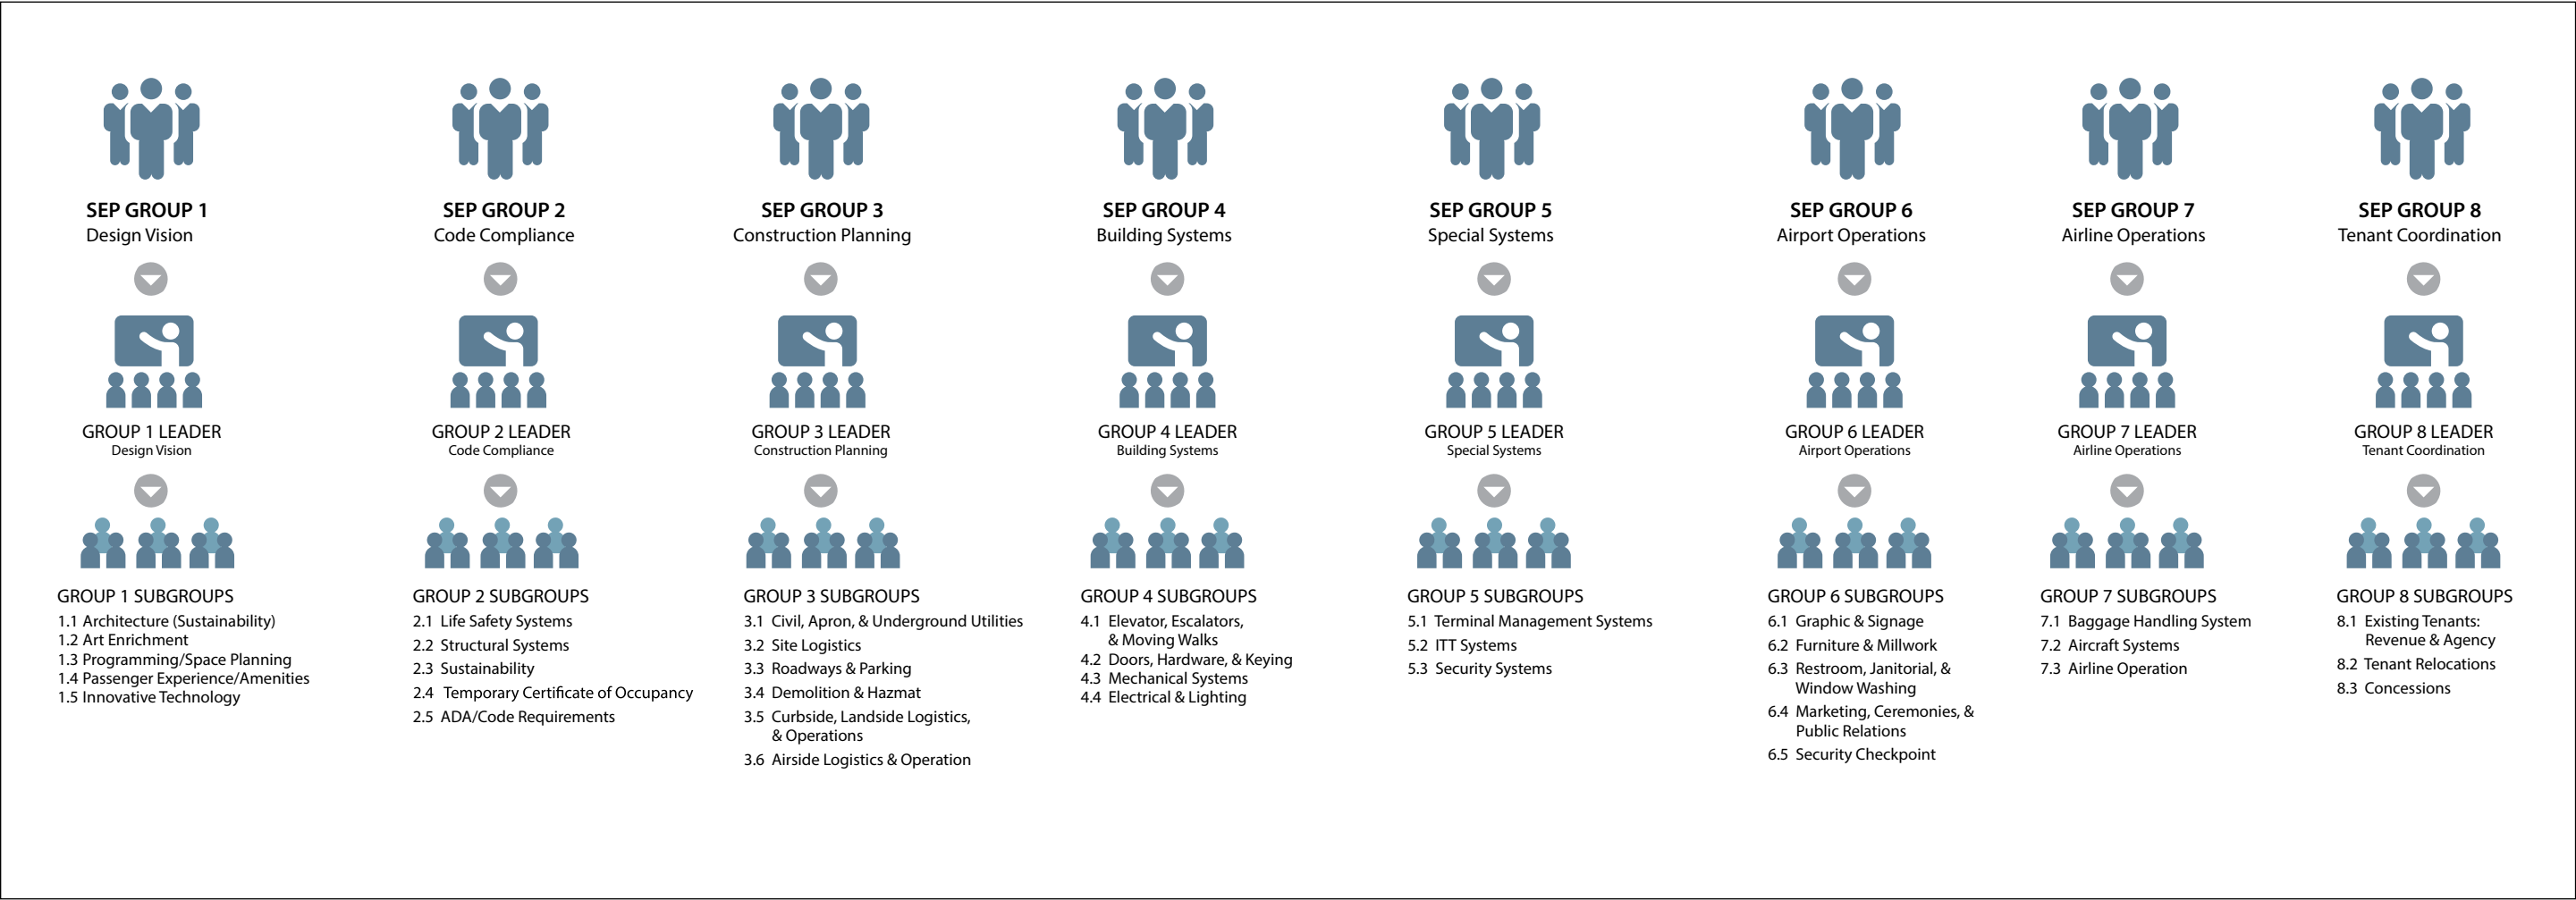 SEP GROUP 1
Design Vision
GROUP 1 LEADER
Design Vision
GROUP 1 SUBGROUPS
1.1 Architecture (Sustainability)
1.2 Art Enrichment
1.3 Programming/Space Planning
1.4 Passenger Experience/Amenities
1.5 Innovative Technology
SEP GROUP 2
Code Compliance
GROUP 2 LEADER
Code Compliance
GROUP 2 SUBGROUPS
2.1 Life Safety Systems
2.2 Structural Systems
2.3 Sustainability
2.4 Temporary Certificate of Occupancy
2.5 ADA/Code Requirements
SEP GROUP 3
Construction Planning
GROUP 3 LEADER
Construction Planning
GROUP 3 SUBGROUPS
3.1 Civil, Apron, & Underground Utilities
3.2 Site Logistics
3.3 Roadways & Parking
3.4 Demolition & Hazmat
3.5 Curbside, Landside Logistics,
& Operations
3.6 Airside Logistics & Operation
SEP GROUP 4
Building Systems
GROUP 4 LEADER
Building Systems
GROUP 4 SUBGROUPS
4.1 Elevator, Escalators,
& Moving Walks
4.2 Doors, Hardware, & Keying
4.3 Mechanical Systems
4.4 Electrical & Lighting
SEP GROUP 5
Special Systems
GROUP 5 LEADER
Special Systems
GROUP 5 SUBGROUPS
5.1 Terminal Management Systems
5.2 ITT Systems
5.3 Security Systems
SEP GROUP 6
Airport Operations
GROUP 6 LEADER
Airport Operations
GROUP 6 SUBGROUPS
6.1 Graphic & Signage
6.2 Furniture & Millwork
6.3 Restroom, Janitorial, &
Window Washing
6.4 Marketing, Ceremonies, &
Public Relations
6.5 Security Checkpoint
SEP GROUP 7
Airline Operations
GROUP 7 LEADER
Airline Operations
GROUP 7 SUBGROUPS
7.1 Baggage Handling System
7.2 Aircraft Systems
7.3 Airline Operation
SEP GROUP 8
Tenant Coordination
GROUP 8 LEADER
Tenant Coordination
GROUP 8 SUBGROUPS
8.1 Existing Tenants:
Revenue & Agency
8.2 Tenant Relocations
8.3 Concessions